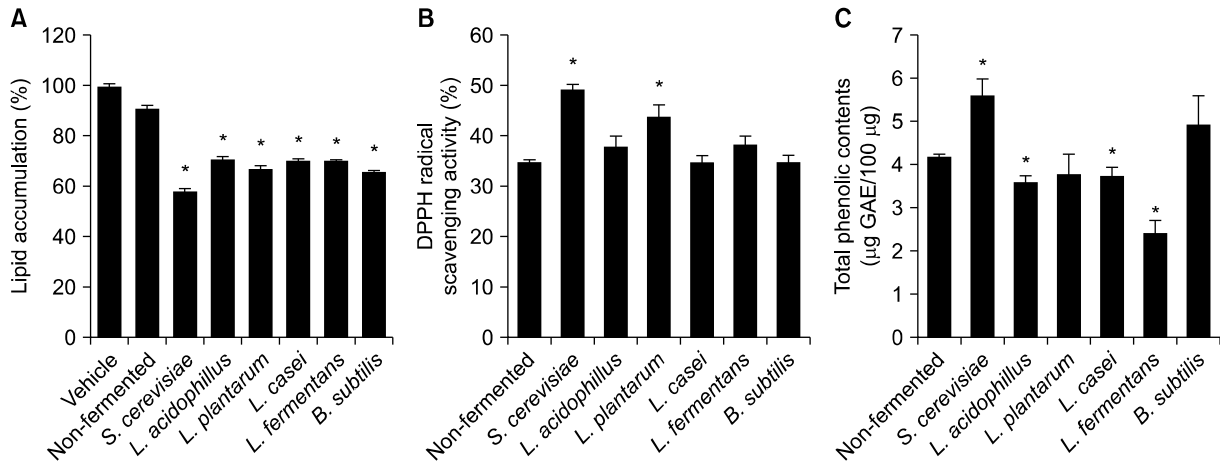 A
Lipid accumulation (%)
120
100
80
60
40
20
0
* * * * * *
Vehicle
Non-fermented
S. cerevisiae
L. acidophillus
L. plantarum
L. casei
L. fermentans
B. subtilis
B
DPPH radical
scavenging activity (%)
60
50
40
30
20
10
0
* *
Non-fermented
S. cerevisiae
L. acidophillus
L. plantarum
L. casei
L. fermentans
B. subtilis
C
Total phenolic contents
(μg GAE/100 μg)
7
6
5
4
3
2
1
0
* * * *
Non-fermented
S. cerevisiae
L. acidophillus
L. plantarum
L. casei
L. fermentans
B. subtilis